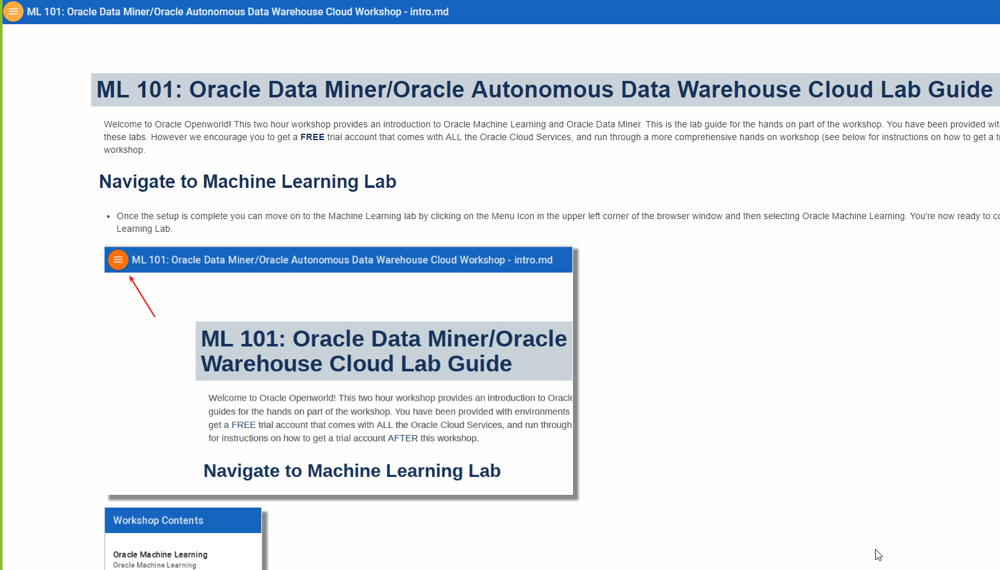 ML 101: Oracle Data Miner/Oracle Autonomous Data Warehouse Cloud Workshop - intro.md
ML 101: Oracle Data Miner/Oracle Autonomous Data Warehouse Cloud Lab Guide
Welcome to Oracle Openworld! This two hour workshop provides an introduction to Oracle Machine Learning and Oracle Data Miner. This is the lab guide for the hands on part of the workshop. You have been provided
these labs. However we encourage you to get a FREE trial account that comes with ALL the Oracle Cloud Services, and run through a more comprehensive hands on workshop (see below for instructions on how to get a
workshop.
Navigate to Machine Learning Lab
Once the setup is complete you can move on to the Machine Learning lab by clicking on the Menu Icon in the upper left corner of the browser window and then selecting Oracle Machine Learning. You're now ready to
Learning Lab.
ML 101: Oracle Data Miner/Oracle Autonomous Data Warehouse Cloud Workshop - intro.md
ML 101: Oracle Data Miner/Oracle
Warehouse Cloud Lab Guide
Welcome to Oracle Openworld! This two hour workshop provides an introduction to Oracle
guides for the hands on part of the workshop. You have been provided with environments
get a FREE trial account that comes with ALL the Oracle Cloud Services, and run through
for instructions on how to get a trial account AFTER this workshop.
Navigate to Machine Learning Lab
Workshop Contents
Oracle Machine Learning
Oracle Machine Learning